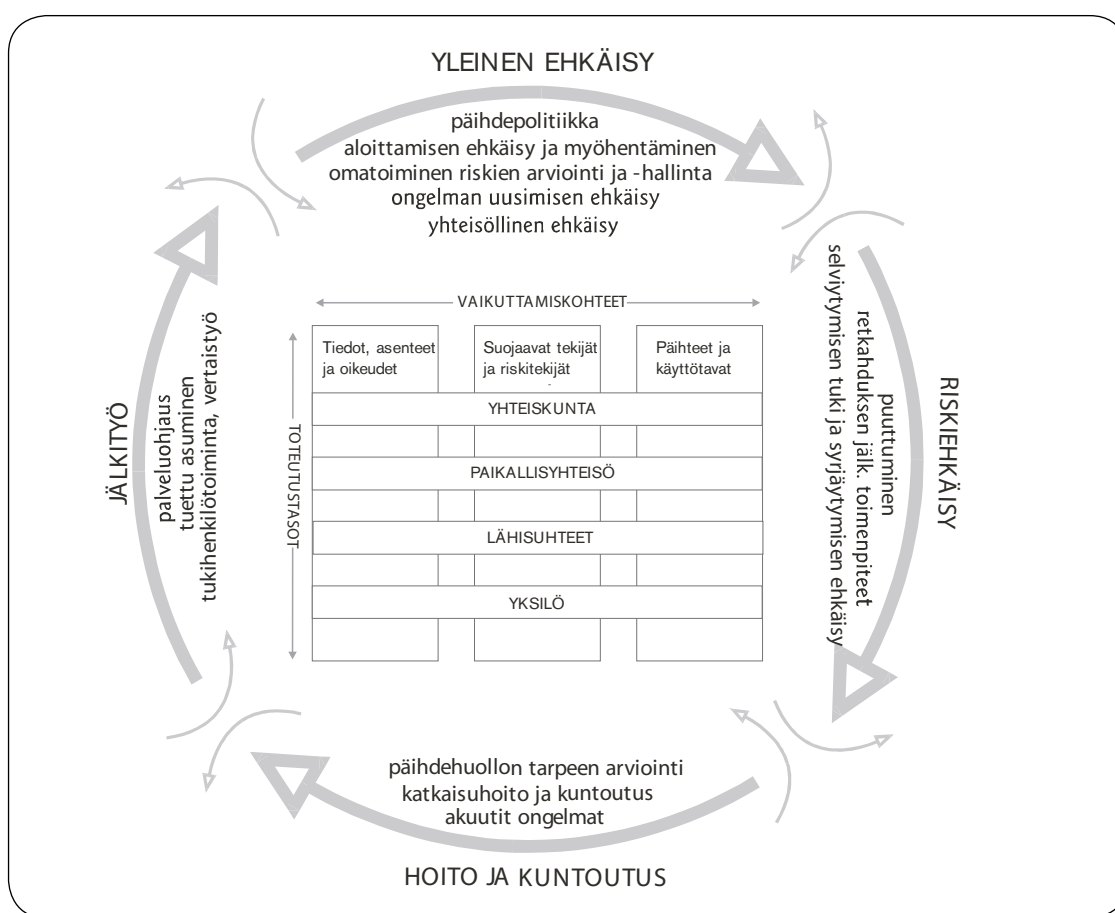 YLEINEN EHKÄISY
päihdepolitiikka
aloittamisen ehkäisy ja myöhentäminen
omatoiminen riskien arviointi ja -hallinta
ongelman uusimisen ehkäisy
yhteisöllinen ehkäisy
RISKIEHKÄISY
puuttuminen
retkahduksen jälk. toimenpiteet
selviytymisen tuki ja syrjäytymisen ehkäisy
VAIKUTTAMISKOHTEET
TOTEUTUSTASOT
Tiedot, asenteet
ja oikeudet
Suojaavat tekijät
ja riskitekijät
Päihteet ja
käyttötavat
YHTEISKUNTA
PAIKALLISYHTEISÖ
LÄHISUHTEET
YKSILÖ
JÄLKITYÖ
palveluohjaus
tuettu asuminen
tukihenkilötoiminta, vertaistyö
päihdehuollon tarpeen arviointi
katkaisuhoito ja kuntoutus
akuutit ongelmat
HOITO JA KUNTOUTUS